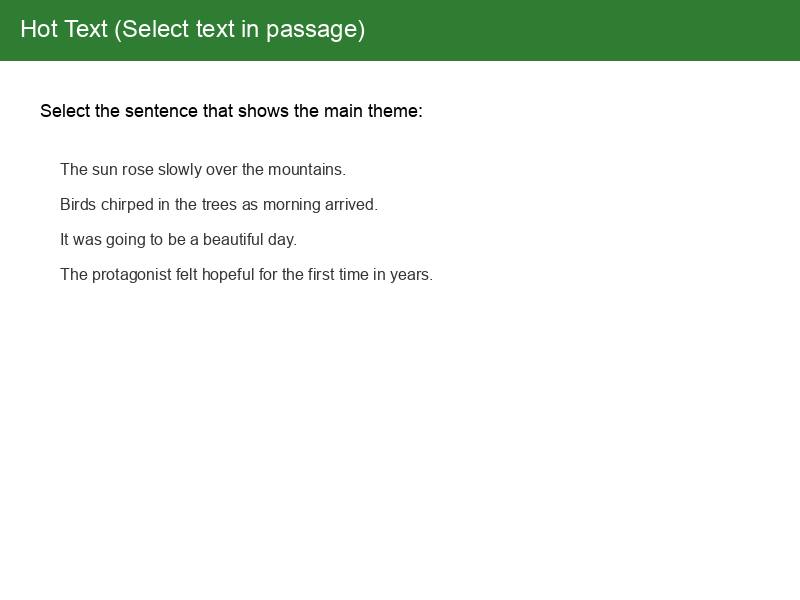 Hot Text (Select text in passage)
Select the sentence that shows the main theme:
The sun rose slowly over the mountains.
Birds chirped in the trees as morning arrived.
It was going to be a beautiful day.
The protagonist felt hopeful for the first time in years.